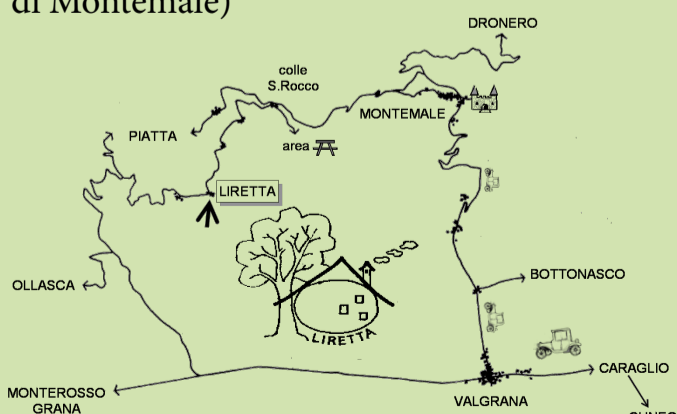 di Montemale)
DRONERO
colle
S.Rocco
MONTEMALE
PIATTA
area
LIRETTA
BOTTONASCO
OLLASCA
LIRETTA
CARAGLIO
MONTEROSSO
GRANA
VALGRANA